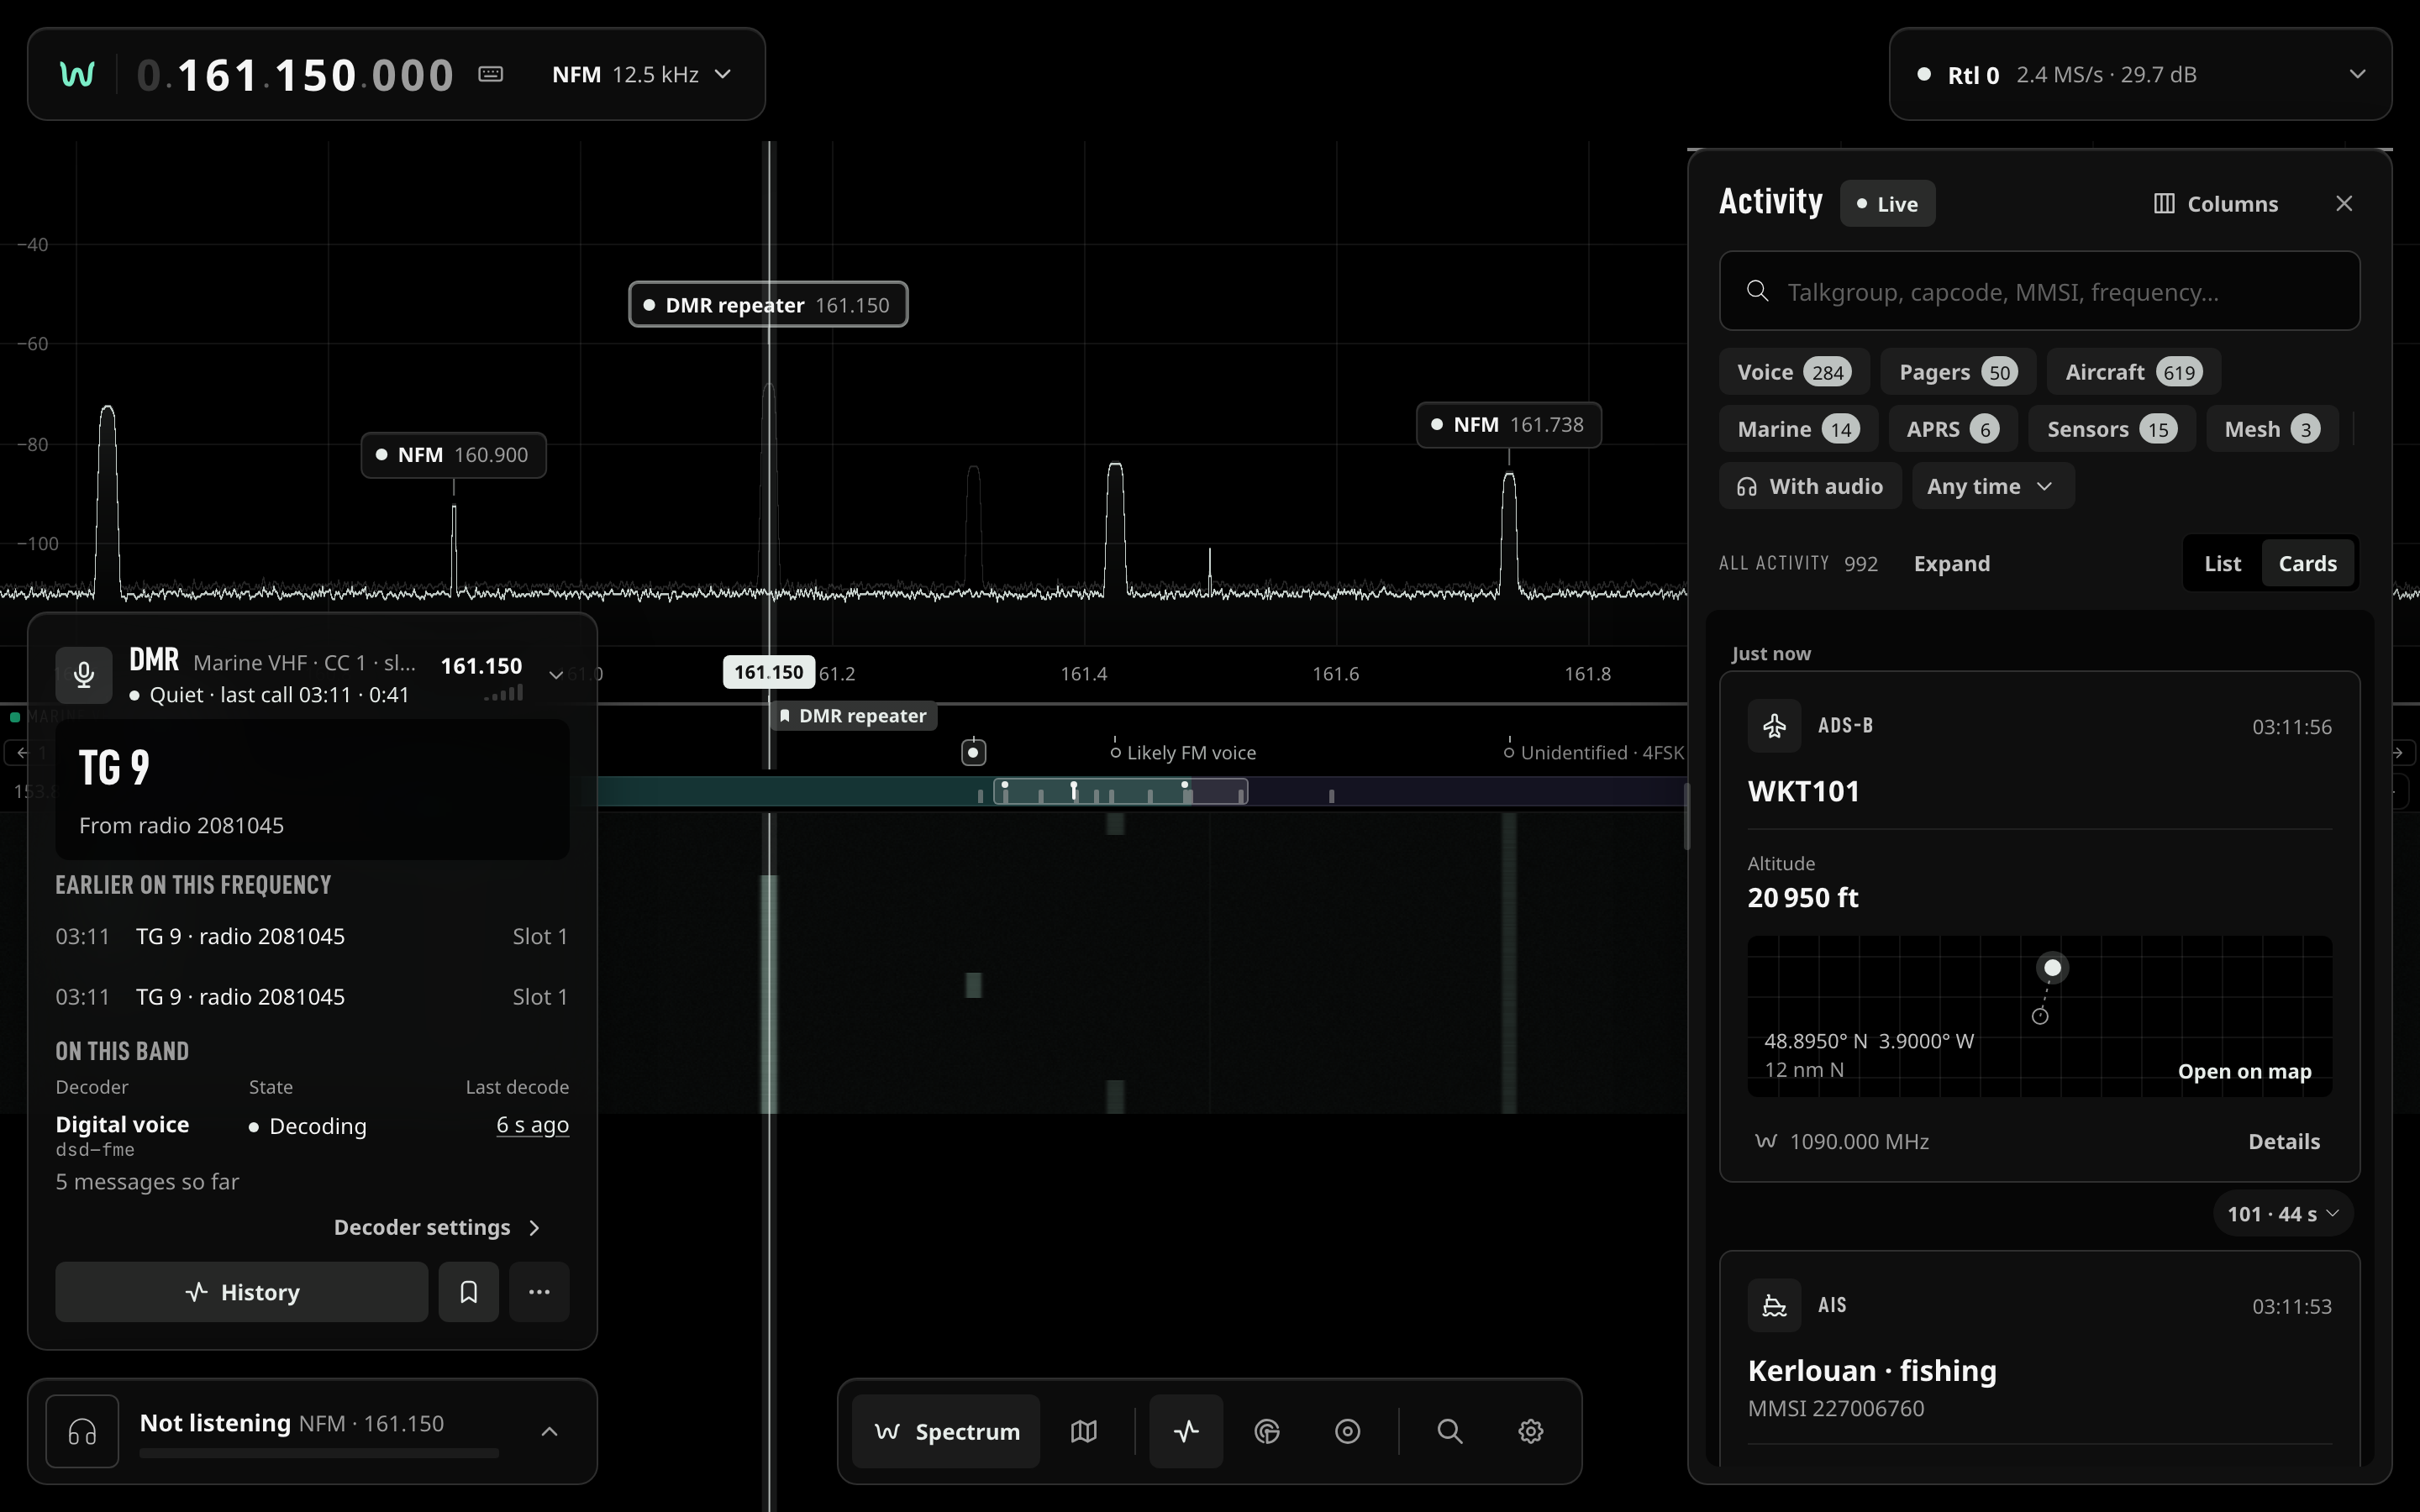 0.161.150.000
NFM 12.5 kHz
Rtl 0 2.4 MS/s · 29.7 dB
−40
−60
−80
−100
DMR repeater 161.150
NFM 160.900
NFM 161.738
161.150
61.2
161.4
161.6
161.8
DMR repeater
Likely FM voice
Unidentified · 4FSK
DMR Marine VHF · CC 1 · sl... 161.150
Quiet · last call 03:11 · 0:41
TG 9
From radio 2081045
EARLIER ON THIS FREQUENCY
03:11 TG 9 · radio 2081045 Slot 1
03:11 TG 9 · radio 2081045 Slot 1
ON THIS BAND
Decoder State Last decode
Digital voice Decoding 6 s ago
dsd-fme
5 messages so far
Decoder settings
History
Not listening NFM · 161.150
Spectrum
Activity Live Columns
Talkgroup, capcode, MMSI, frequency...
Voice 284 Pagers 50 Aircraft 619
Marine 14 APRS 6 Sensors 15 Mesh 3
With audio Any time
ALL ACTIVITY 992 Expand List Cards
Just now
ADS-B 03:11:56
WKT101
Altitude
20 950 ft
48.8950° N 3.9000° W
12 nm N
Open on map
1090.000 MHz Details
101 · 44 s
AIS 03:11:53
Kerlouan · fishing
MMSI 227006760